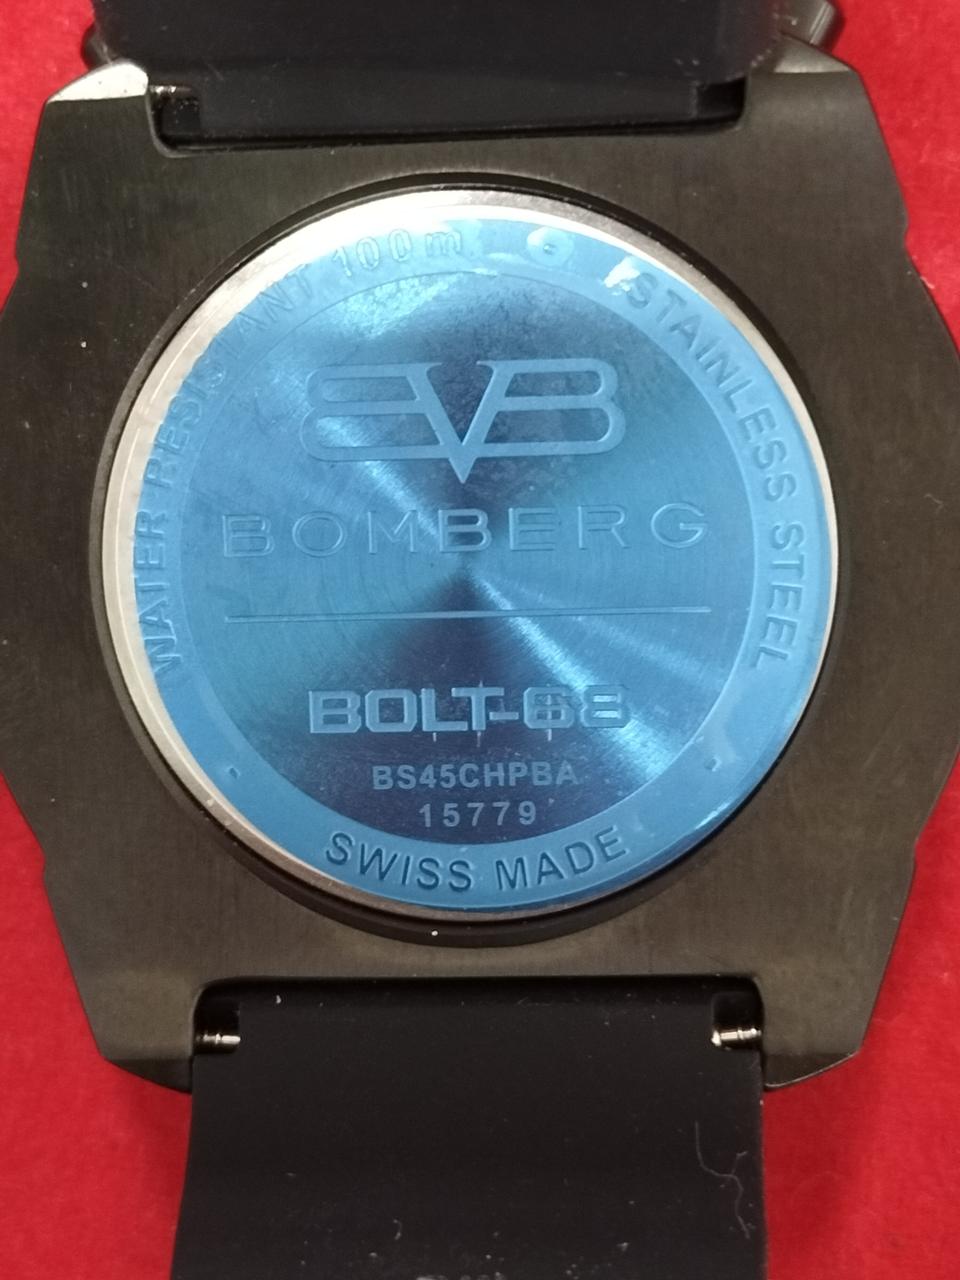 WATER RESISTANT 100m
STAINLESS STEEL
BOMBERG
BOLT-68
BS45CHPBA
15779
SWISS MADE